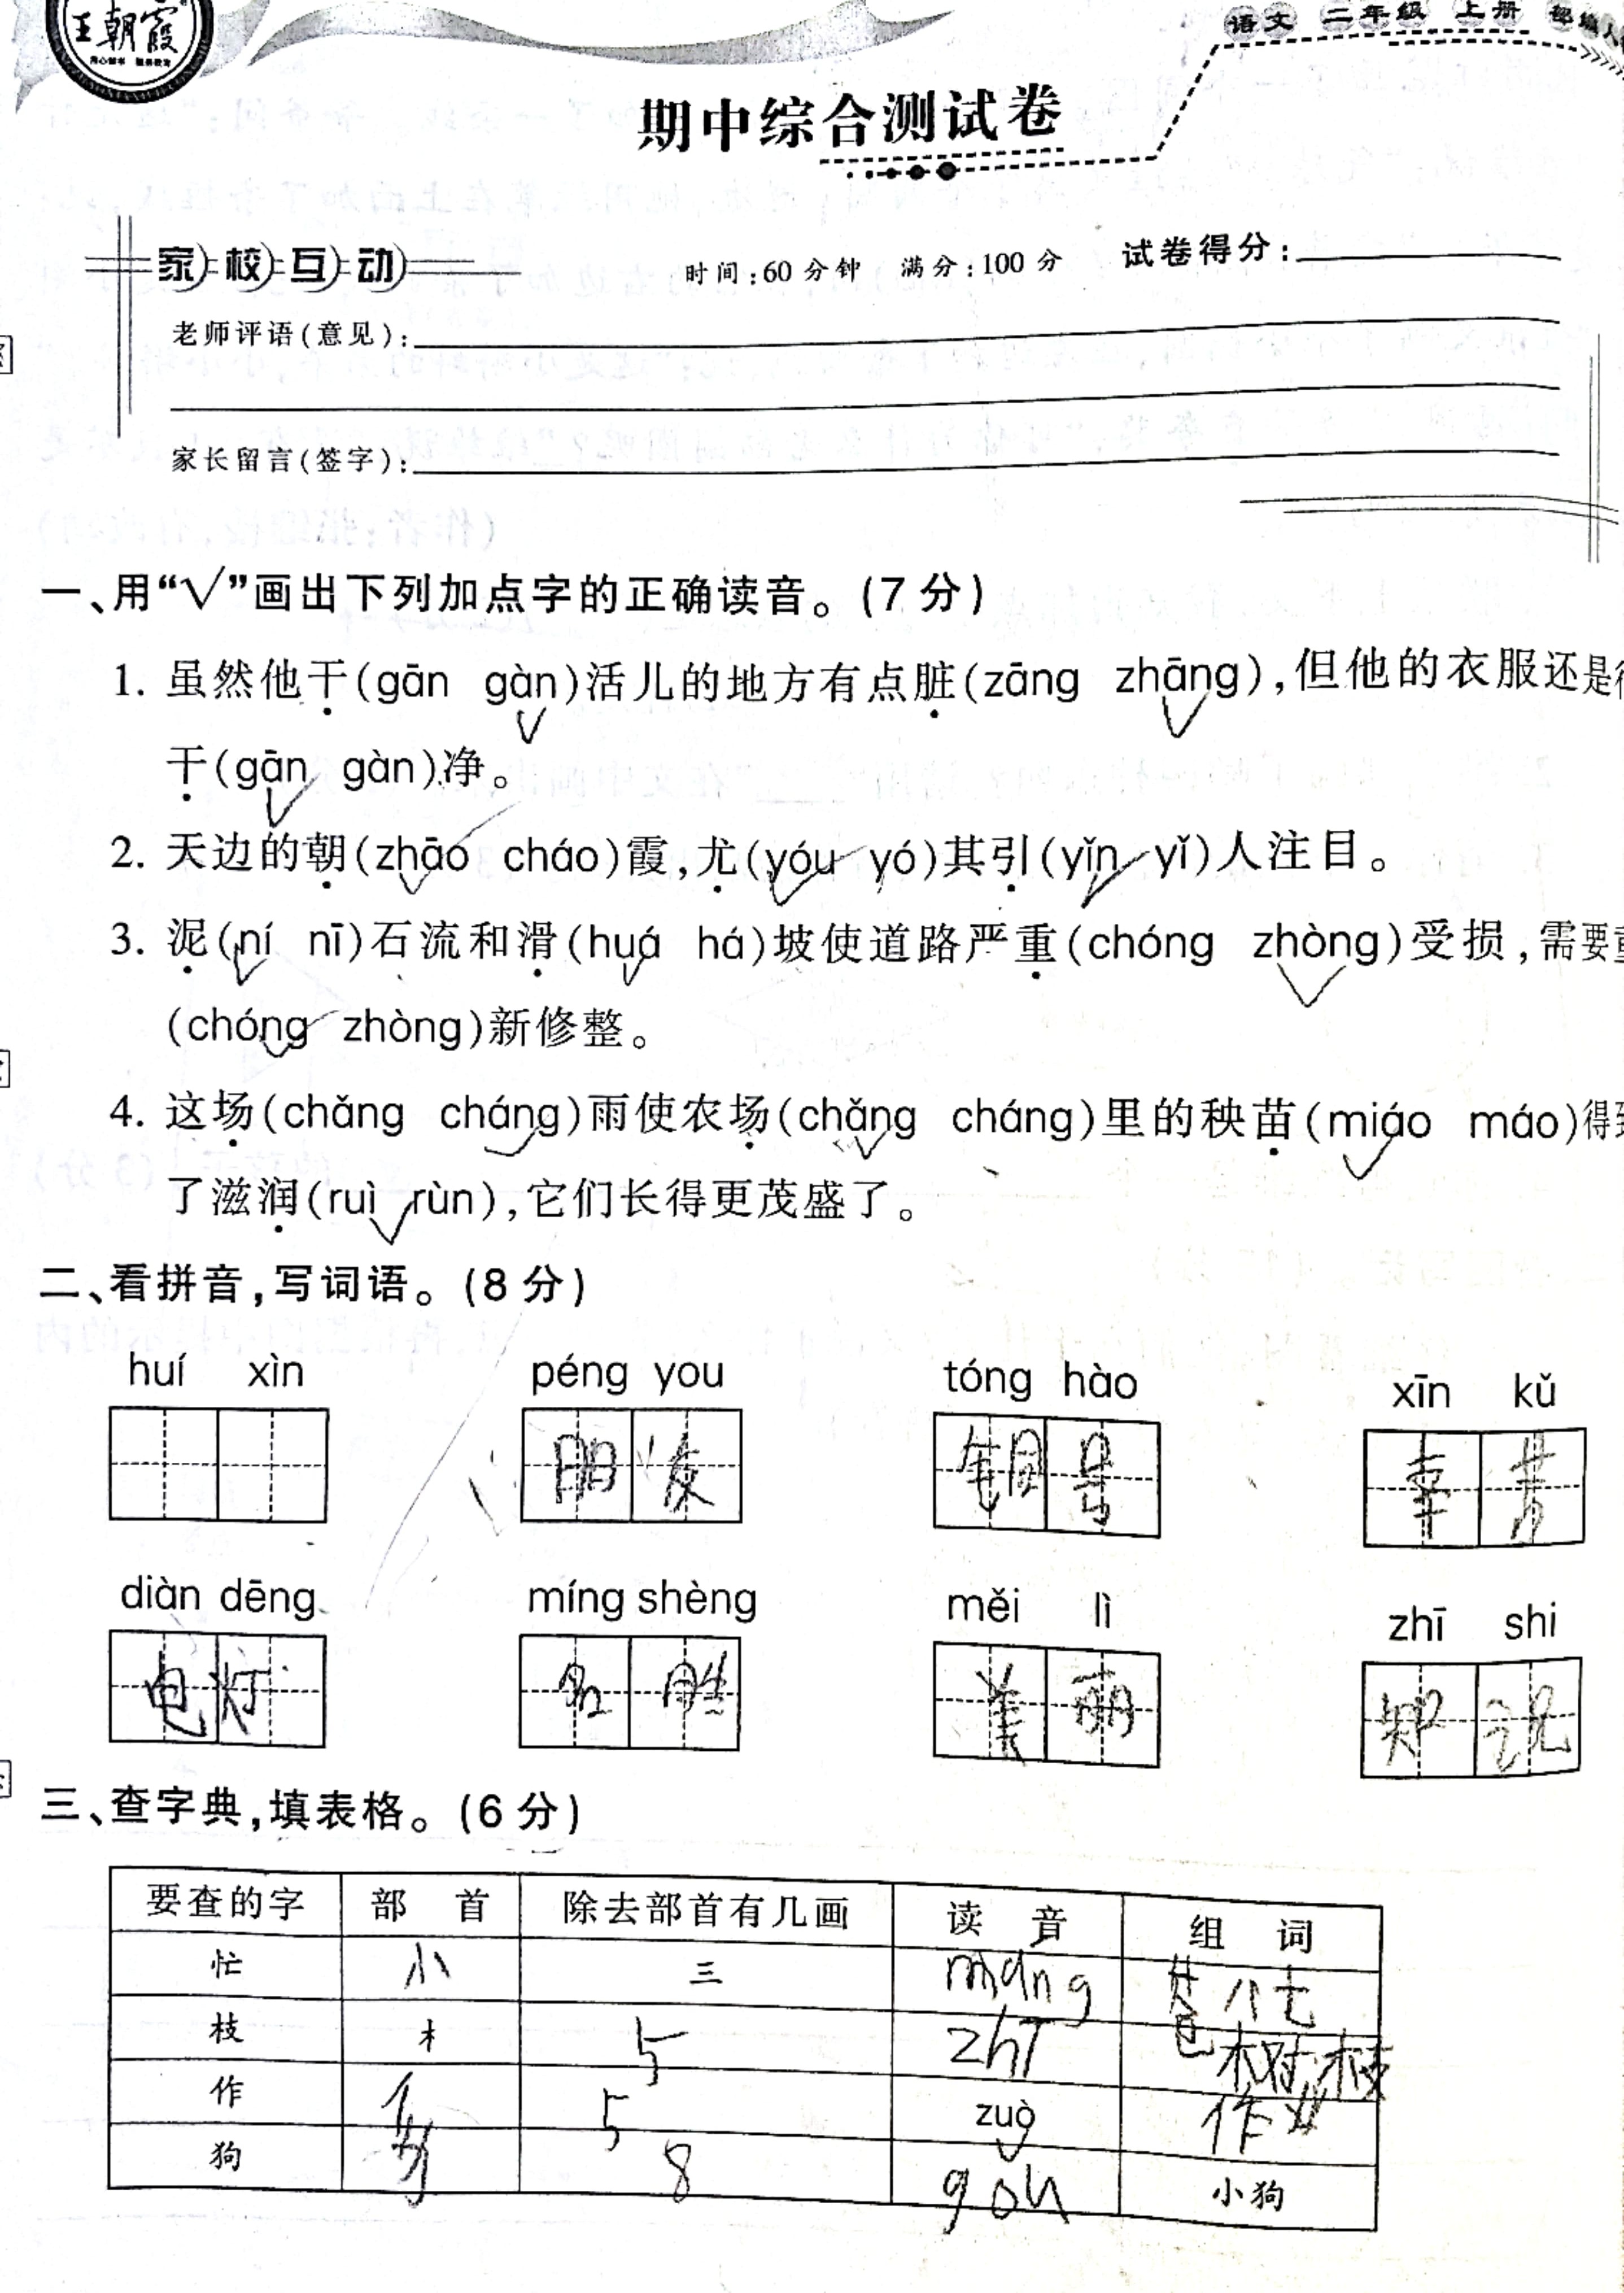 王朝霞
语文 二年级 上册 部编人
期中综合测试卷
家校互动 时间:60分钟 满分:100分 试卷得分:
老师评语(意见):
家长留言(签字):
一、用“√”画出下列加点字的正确读音。(7分)
1. 虽然他干(gān gàn)活儿的地方有点脏(zāng zhāng),但他的衣服还是
干(gān gàn)净。
2. 天边的朝(zhāo cháo)霞,尤(yóu yó)其引(yǐn yǐ)人注目。
3. 泥(ní nī)石流和滑(huá há)坡使道路严重(chóng zhòng)受损,需要
(chóng zhòng)新修整。
4. 这场(chǎng cháng)雨使农场(chǎng cháng)里的秧苗(miáo máo)得
了滋润(ruì rùn),它们长得更茂盛了。
二、看拼音,写词语。(8分)
huí xìn péng you tóng hào xīn kǔ
朋友 铜号 辛苦
diàn dēng míng shèng měi lì zhī shi
电灯 名胜 美丽 知识
三、查字典,填表格。(6分)
要查的字 部首 除去部首有几画 读音 组词
忙 忄 三 máng
枝 木 5 zhī 树枝
作 亻 5 zuò 作业
狗 犭 8 gou 小狗